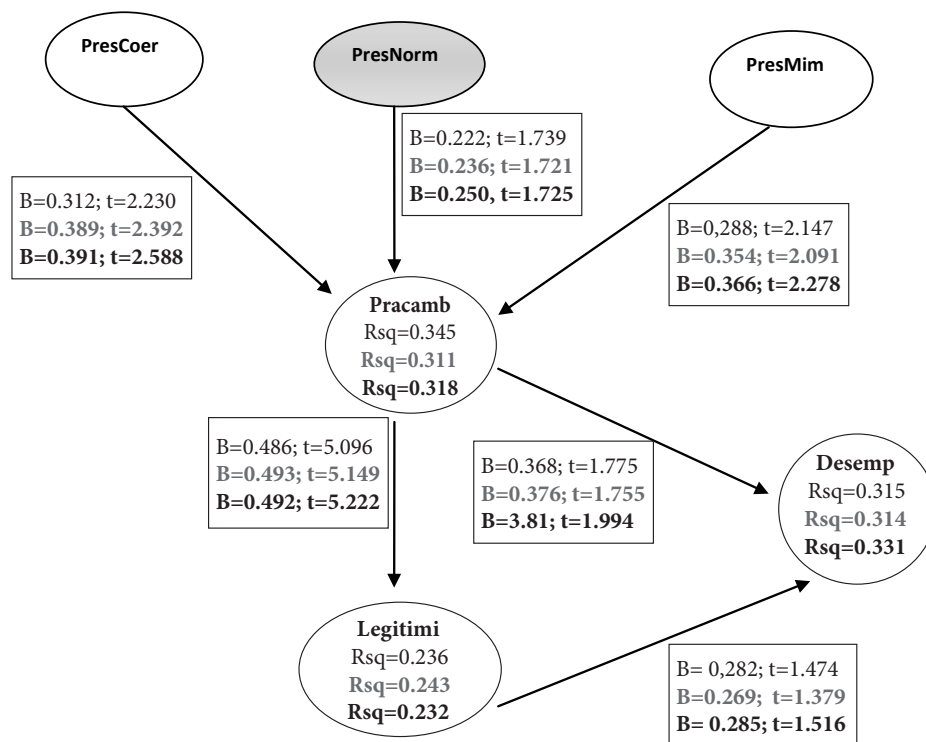 PresCoer
PresNorm
PresMim
B=0.222; t=1.739
B=0.236; t=1.721
B=0.250, t=1.725
B=0.312; t=2.230
B=0.389; t=2.392
B=0.391; t=2.588
B=0,288; t=2.147
B=0.354; t=2.091
B=0.366; t=2.278
Pracamb
Rsq=0.345
Rsq=0.311
Rsq=0.318
B=0.486; t=5.096
B=0.493; t=5.149
B=0.492; t=5.222
B=0.368; t=1.775
B=0.376; t=1.755
B=3.81; t=1.994
Desemp
Rsq=0.315
Rsq=0.314
Rsq=0.331
Legitimi
Rsq=0.236
Rsq=0.243
Rsq=0.232
B= 0,282; t=1.474
B=0.269; t=1.379
B= 0.285; t=1.516